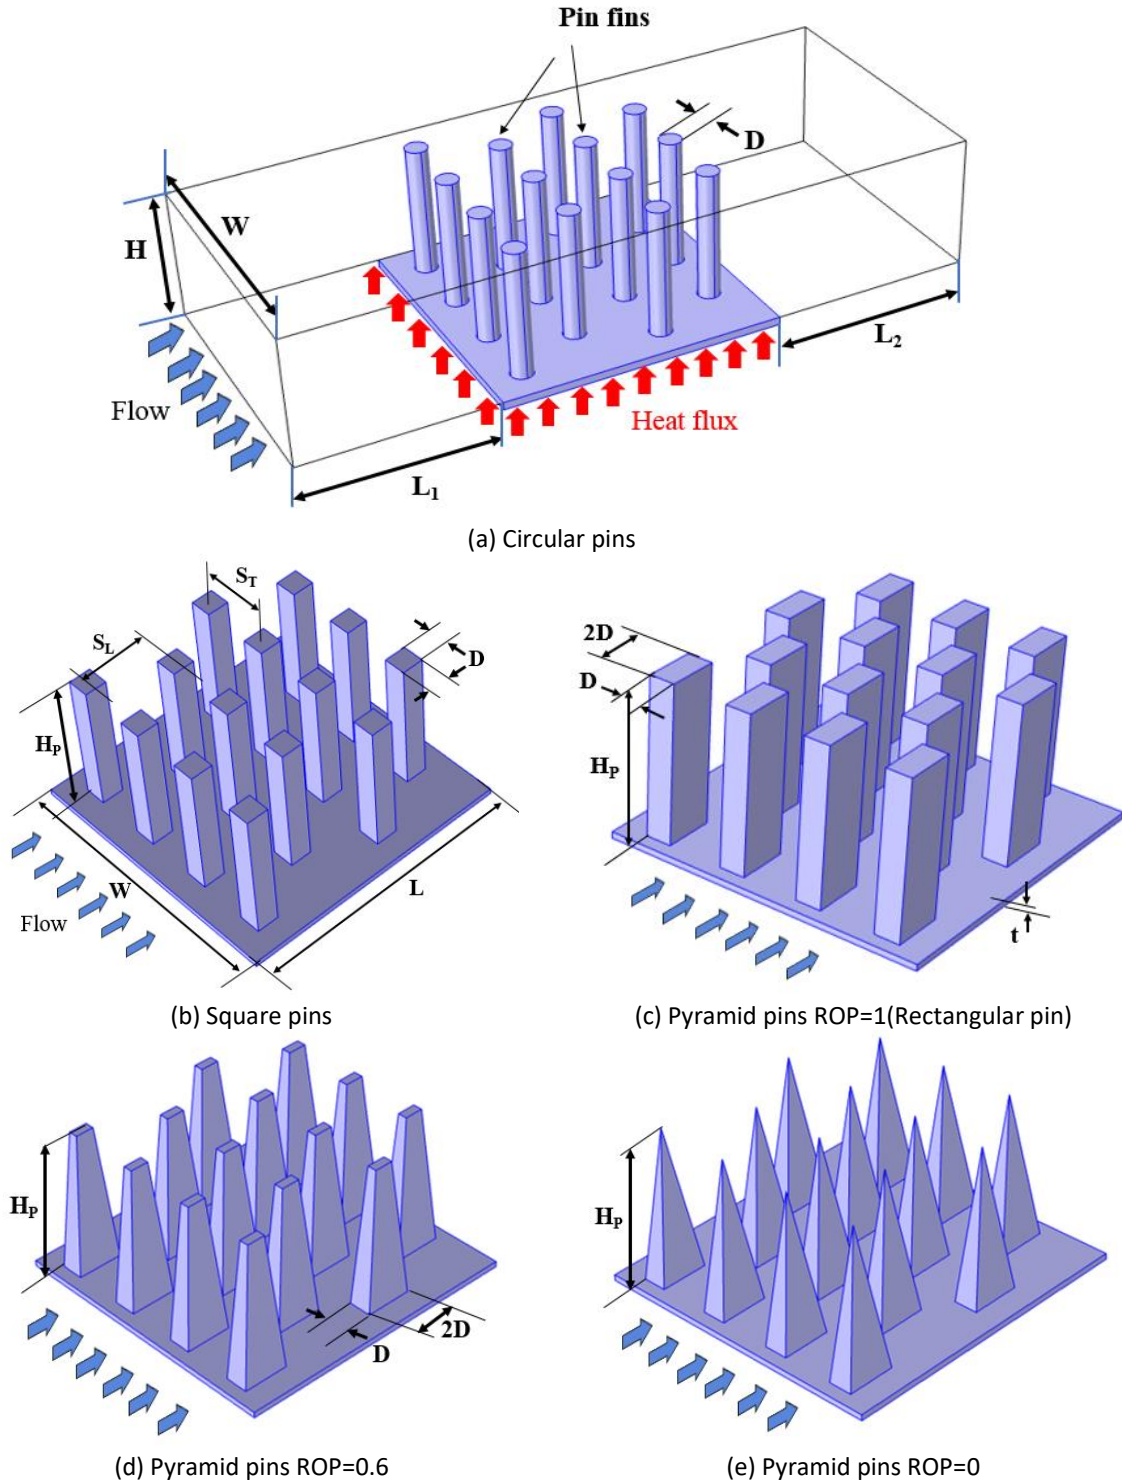 Pin fins
D
W
H
L₂
Flow
Heat flux
L₁
(a) Circular pins
S_T
S_L
D
H_P
W
L
Flow
(b) Square pins
2D
D
H_P
t
(c) Pyramid pins ROP=1(Rectangular pin)
H_P
2D
D
(d) Pyramid pins ROP=0.6
H_P
(e) Pyramid pins ROP=0